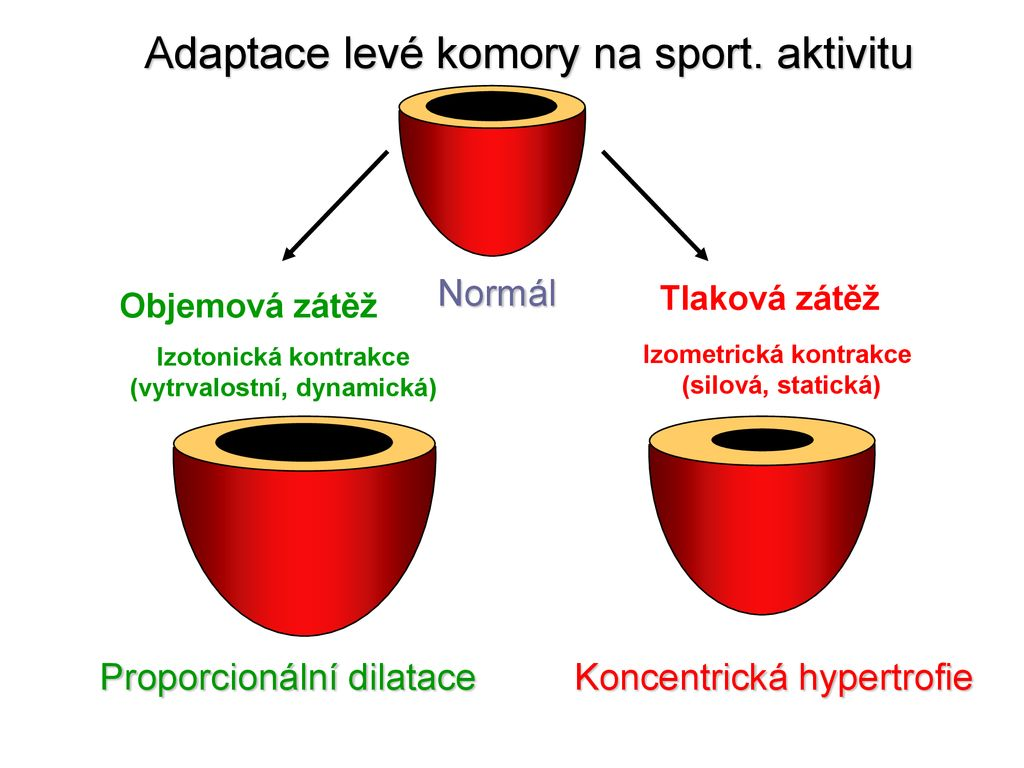 Adaptace levé komory na sport. aktivitu
Normál
Objemová zátěž
Izotonická kontrakce
(vytrvalostní, dynamická)
Tlaková zátěž
Izometrická kontrakce
(silová, statická)
Proporcionální dilatace
Koncentrická hypertrofie